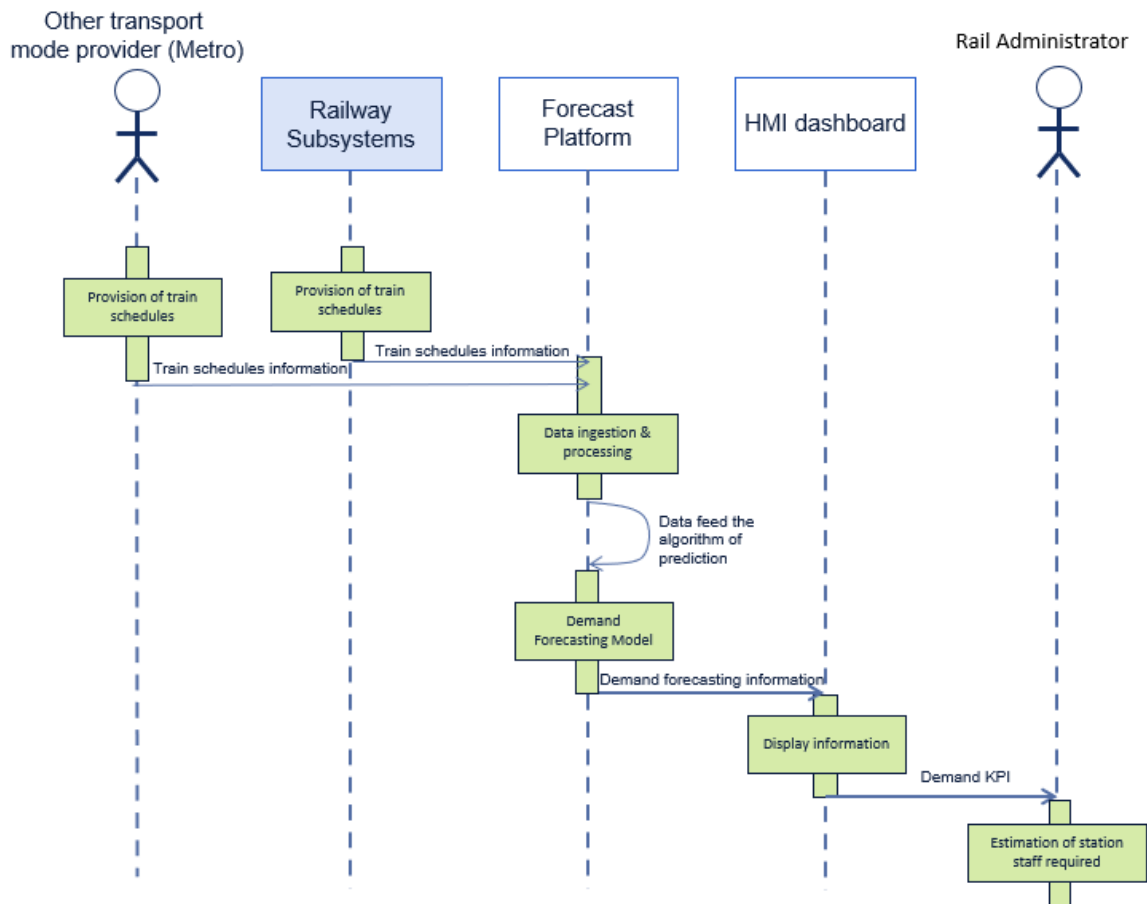 Other transport
mode provider (Metro)
Railway
Subsystems
Forecast
Platform
HMI dashboard
Rail Administrator
Provision of train
schedules
Provision of train
schedules
Train schedules information
Train schedules information
Data ingestion &
processing
Data feed the
algorithm of
prediction
Demand
Forecasting Model
Demand forecasting information
Display information
Demand KPI
Estimation of station
staff required